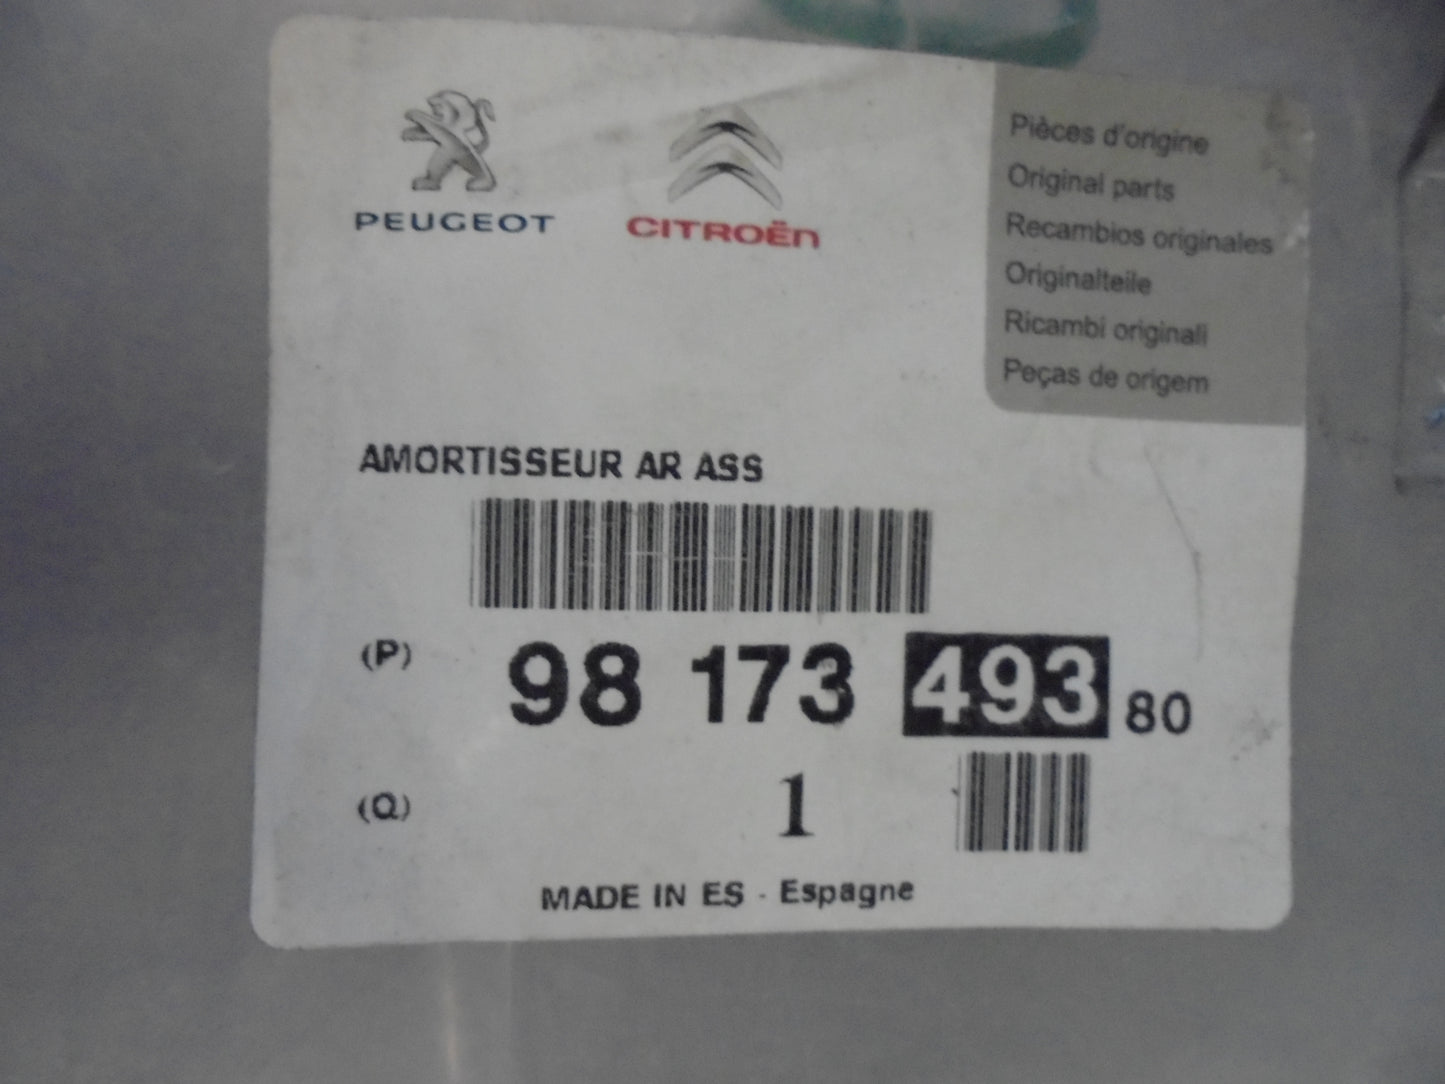 PEUGEOT
CITROËN
Pièces d'origine
Original parts
Recambios originales
Originalteile
Ricambi originali
Peças de origem
AMORTISSEUR AR ASS
(P) 98 173 493 80
(Q) 1
MADE IN ES - Espagne